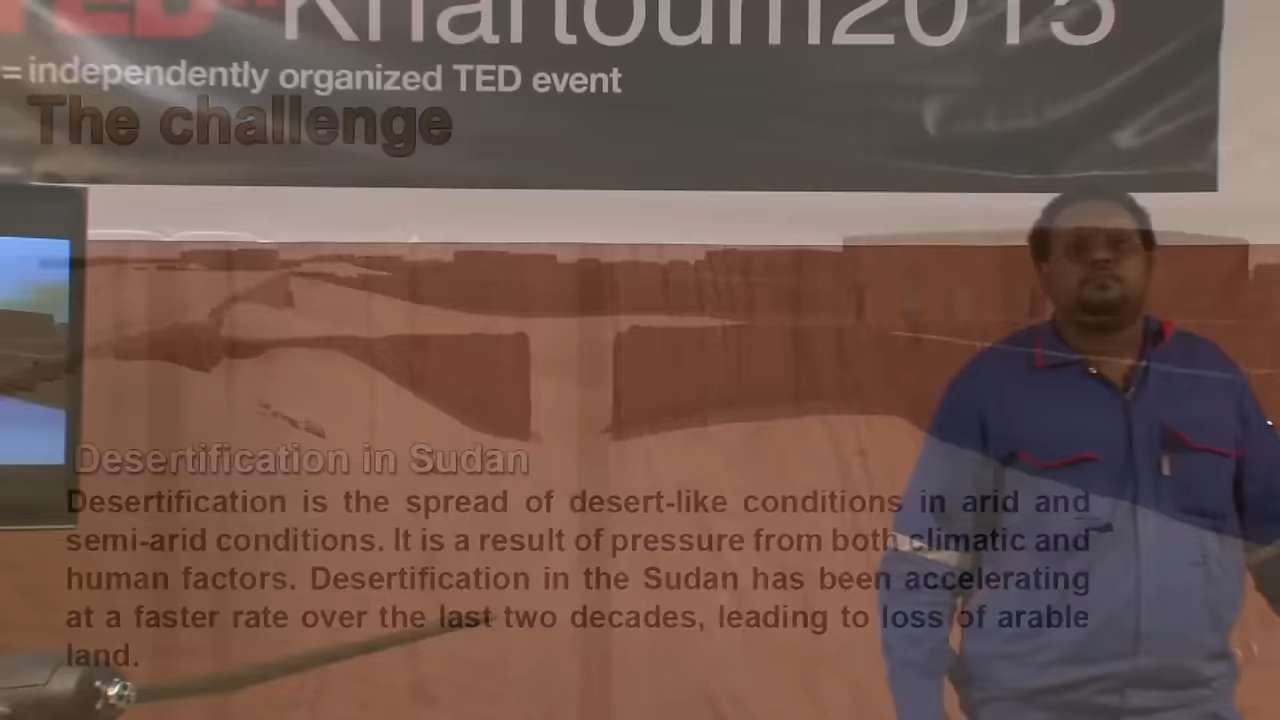 TEDx Khartoum2015
= independently organized TED event
The challenge
Desertification in Sudan
Desertification is the spread of desert-like conditions in arid and
semi-arid conditions. It is a result of pressure from both climatic and
human factors. Desertification in the Sudan has been accelerating
at a faster rate over the last two decades, leading to loss of arable
land.